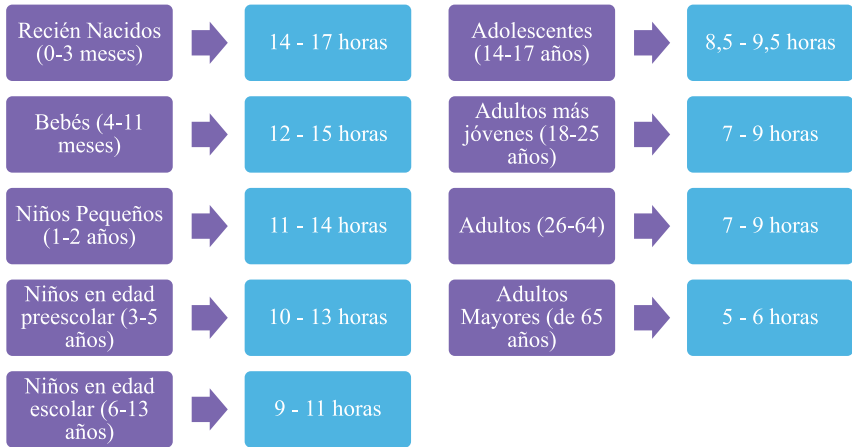 Recién Nacidos
(0-3 meses)
14 - 17 horas
Bebés (4-11
meses)
12 - 15 horas
Niños Pequeños
(1-2 años)
11 - 14 horas
Niños en edad
preescolar (3-5
años)
10 - 13 horas
Niños en edad
escolar (6-13
años)
9 - 11 horas
Adolescentes
(14-17 años)
8,5 - 9,5 horas
Adultos más
jóvenes (18-25
años)
7 - 9 horas
Adultos (26-64)
7 - 9 horas
Adultos
Mayores (de 65
años)
5 - 6 horas